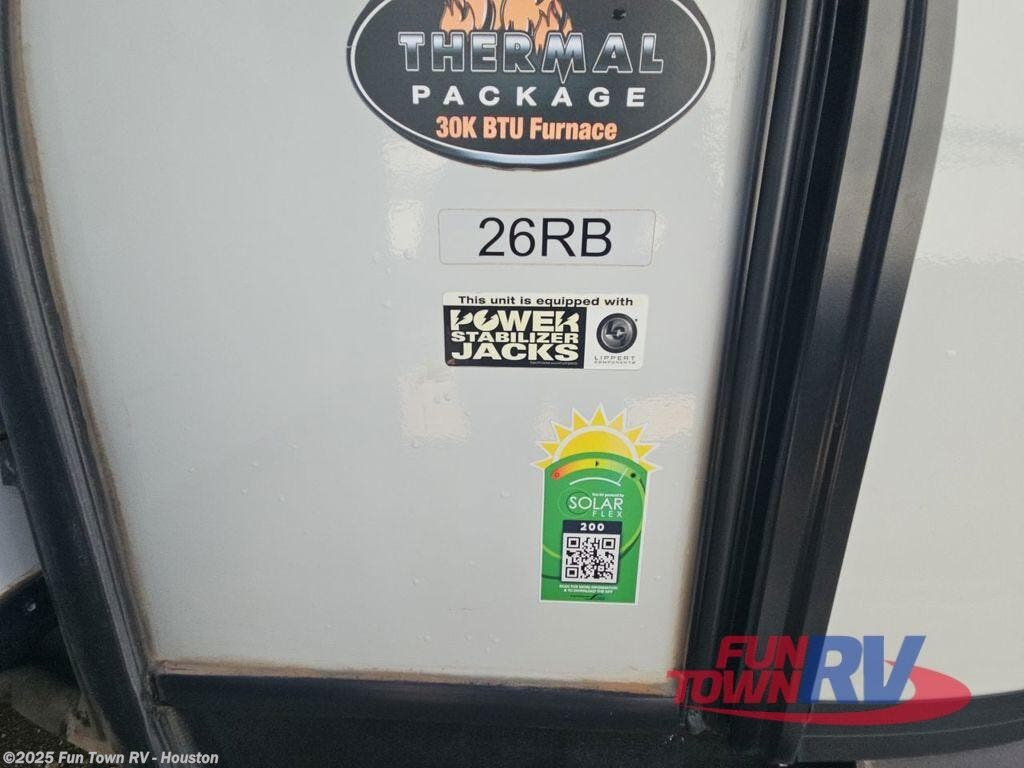 THERMAL
PACKAGE
30K BTU Furnace
26RB
This unit is equipped with
POWER
STABILIZER
JACKS
LIPPERT
COMPONENTS
SOLAR
FLEX
200
FUN
TOWN RV
©2025 Fun Town RV - Houston